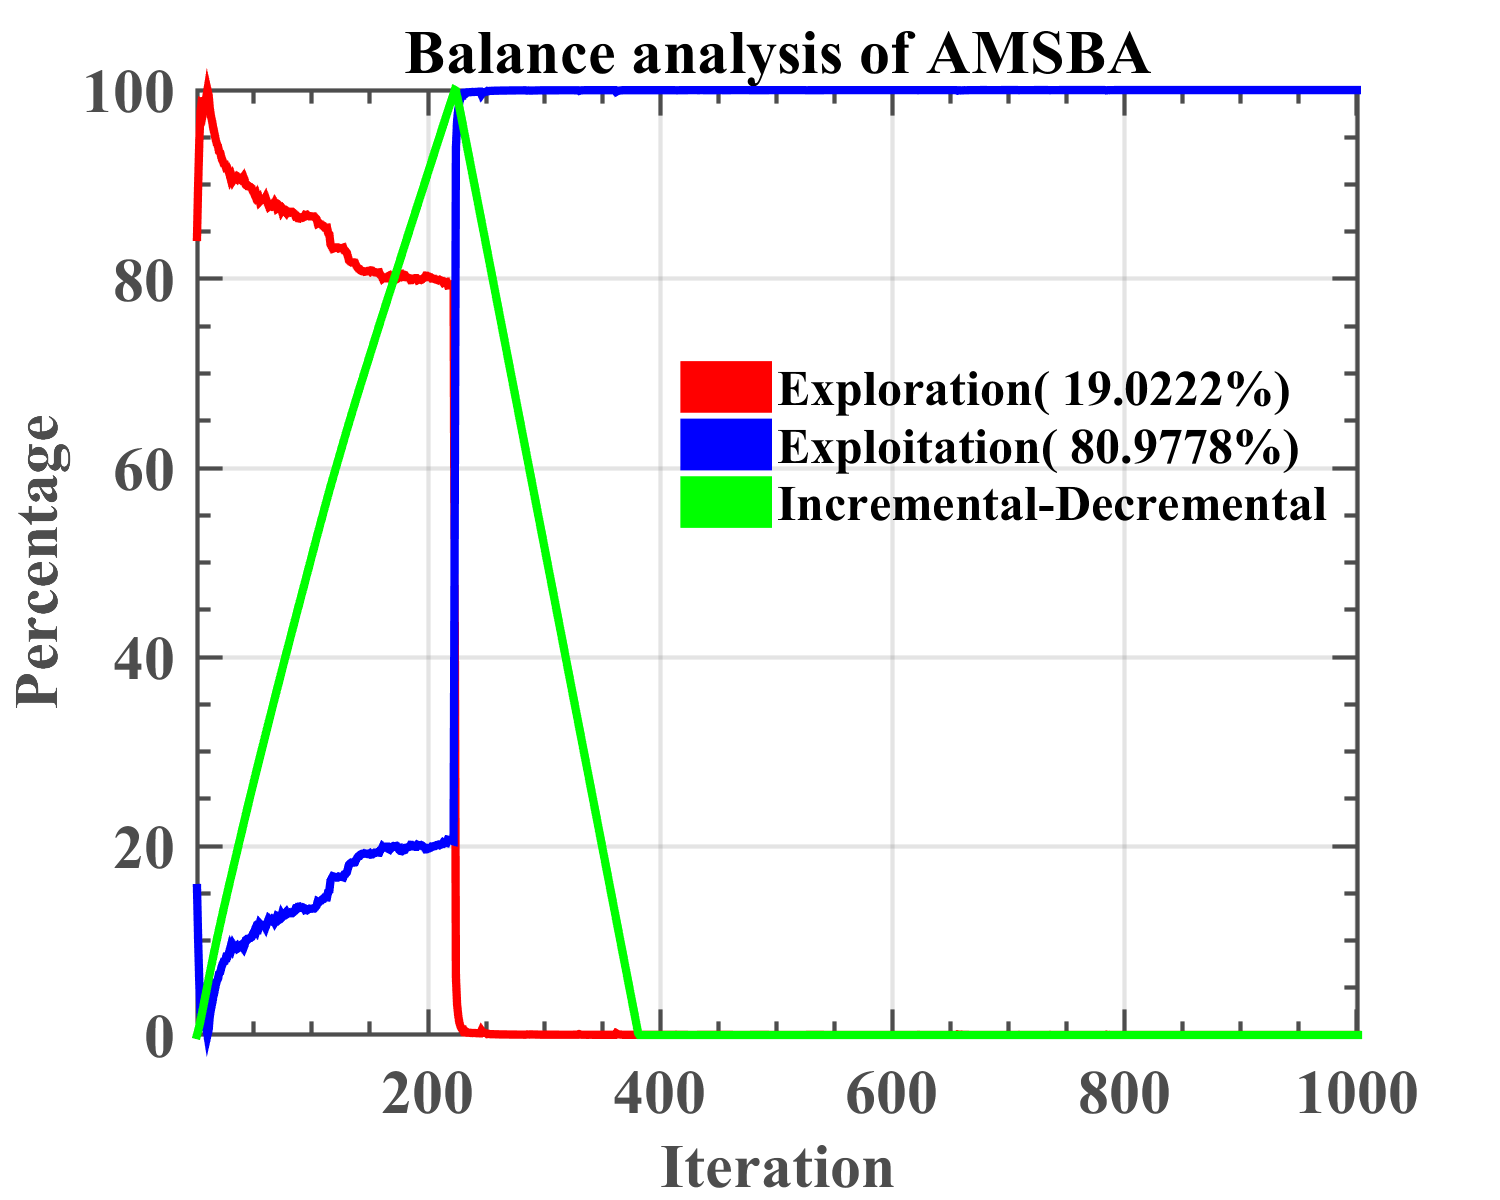 Balance analysis of AMSBA
100
80
60
40
20
0
Percentage
Exploration( 19.0222%)
Exploitation( 80.9778%)
Incremental-Decremental
200 400 600 800 1000
Iteration